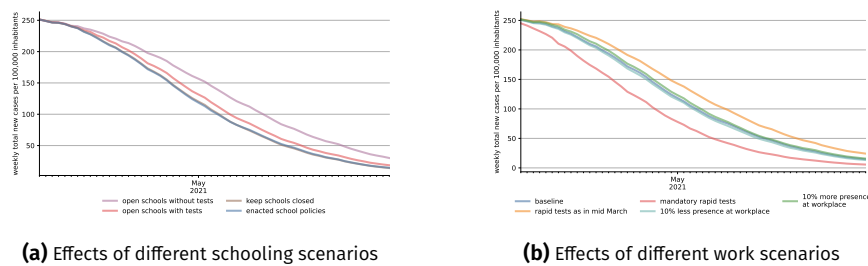 weekly total new cases per 100,000 inhabitants
250
200
150
100
50
May
2021
open schools without tests
open schools with tests
keep schools closed
enacted school policies
(a) Effects of different schooling scenarios
weekly total new cases per 100,000 inhabitants
250
200
150
100
50
0
May
2021
baseline
rapid tests as in mid March
mandatory rapid tests
10% less presence at workplace
10% more presence
at workplace
(b) Effects of different work scenarios